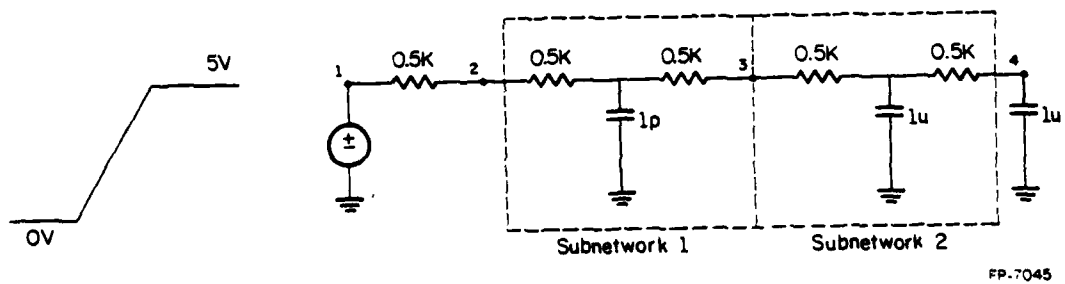 5V
0V
1
0.5K
2
0.5K
0.5K
3
0.5K
0.5K
4
±
1p
1u
1u
Subnetwork 1
Subnetwork 2
FP-7045